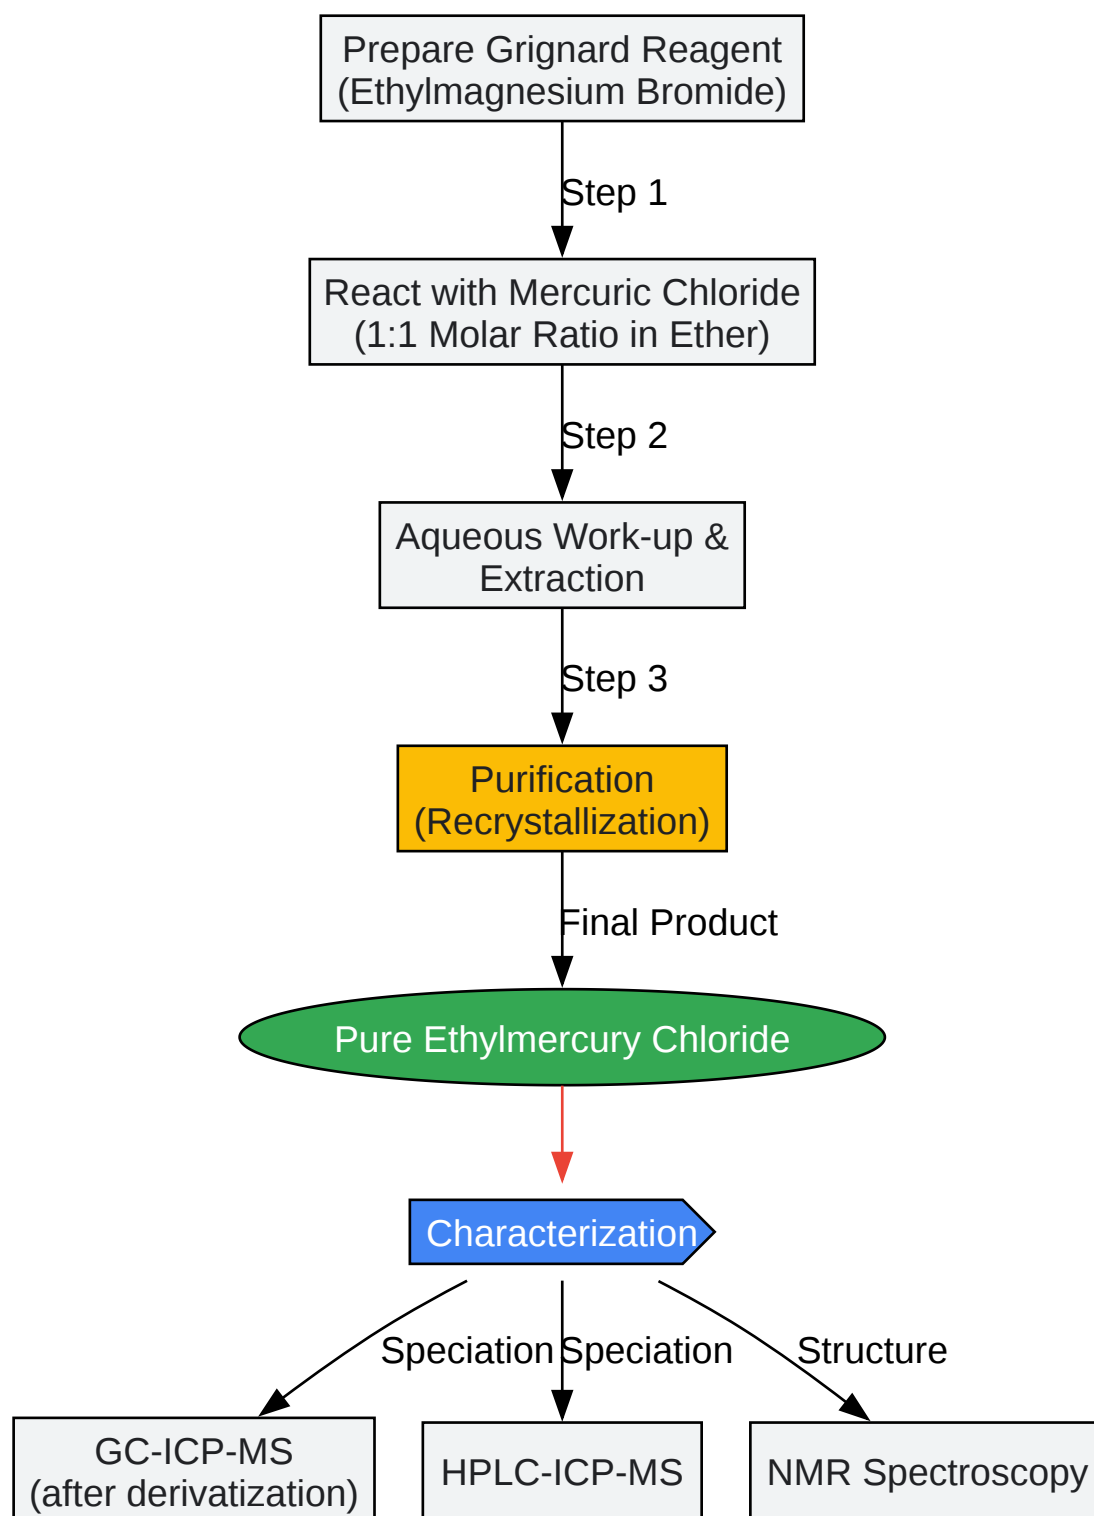 Prepare Grignard Reagent
(Ethylmagnesium Bromide)
Step 1
React with Mercuric Chloride
(1:1 Molar Ratio in Ether)
Step 2
Aqueous Work-up &
Extraction
Step 3
Purification
(Recrystallization)
Final Product
Pure Ethylmercury Chloride
Characterization
Speciation
Speciation
Structure
GC-ICP-MS
(after derivatization)
HPLC-ICP-MS
NMR Spectroscopy